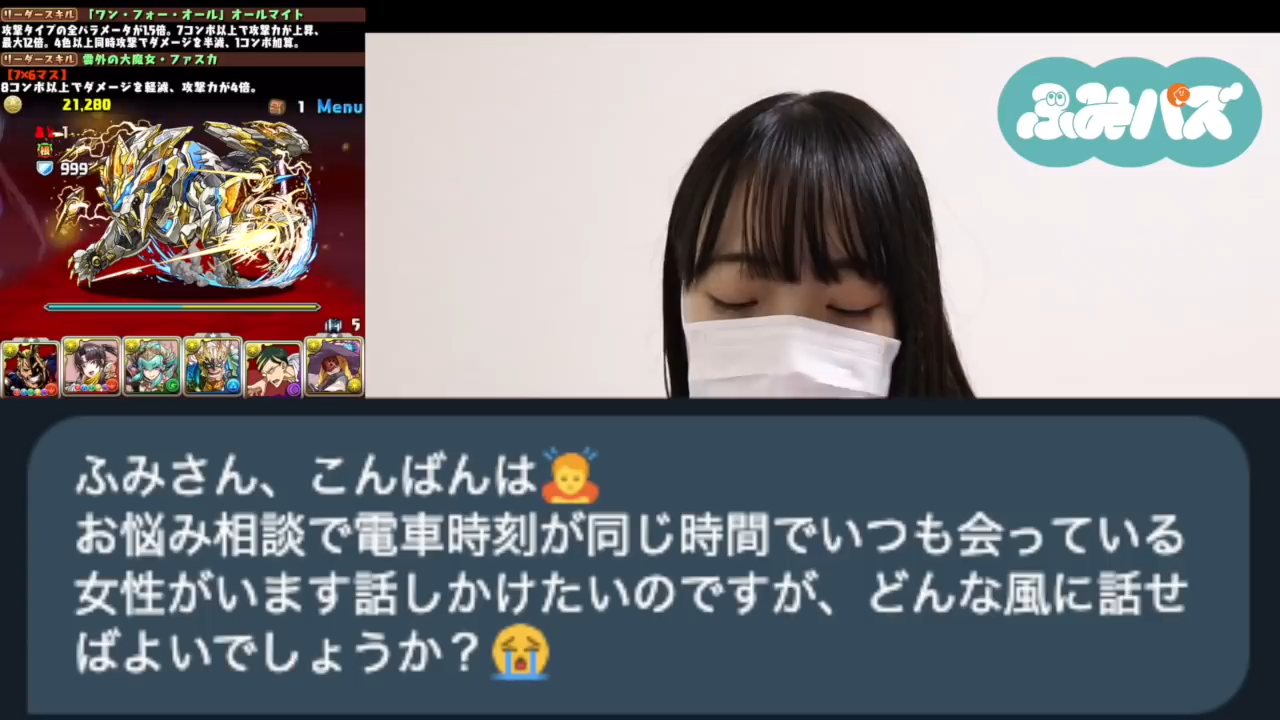 リーダースキル 「ワン・フォー・オール」オールマイト
攻撃タイプの全パラメータが1.5倍。7コンボ以上で攻撃力が上昇、
最大12倍。4色以上同時攻撃でダメージを半減、1コンボ加算。
リーダースキル 雲外の大魔女・ファスカ
【7×6マス】
8コンボ以上でダメージを軽減、攻撃力が4倍。
21,280
1 Menu
あと1
999
5
ふみパズ
ふみさん、こんばんは🙇
お悩み相談で電車時刻が同じ時間でいつも会っている
女性がいます話しかけたいのですが、どんな風に話せ
ばよいでしょうか？😭